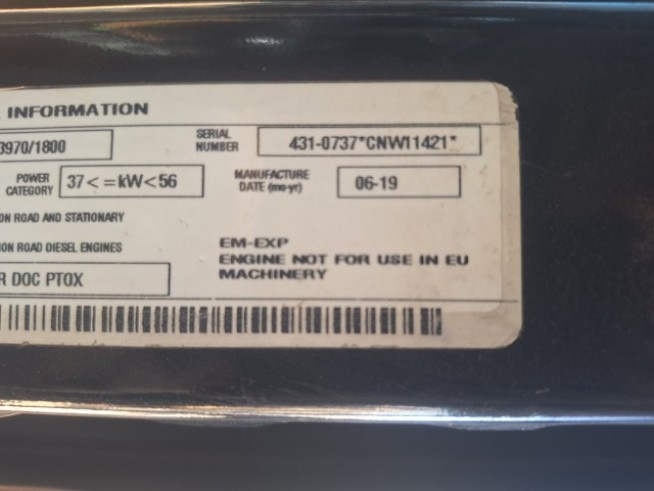 INFORMATION
3970/1800
SERIAL NUMBER
431-0737*CNW11421*
POWER CATEGORY
37<=kW<56
MANUFACTURE DATE (mo-yr)
06-19
ON ROAD AND STATIONARY
ON ROAD DIESEL ENGINES
EM-EXP
ENGINE NOT FOR USE IN EU
MACHINERY
R DOC PTOX